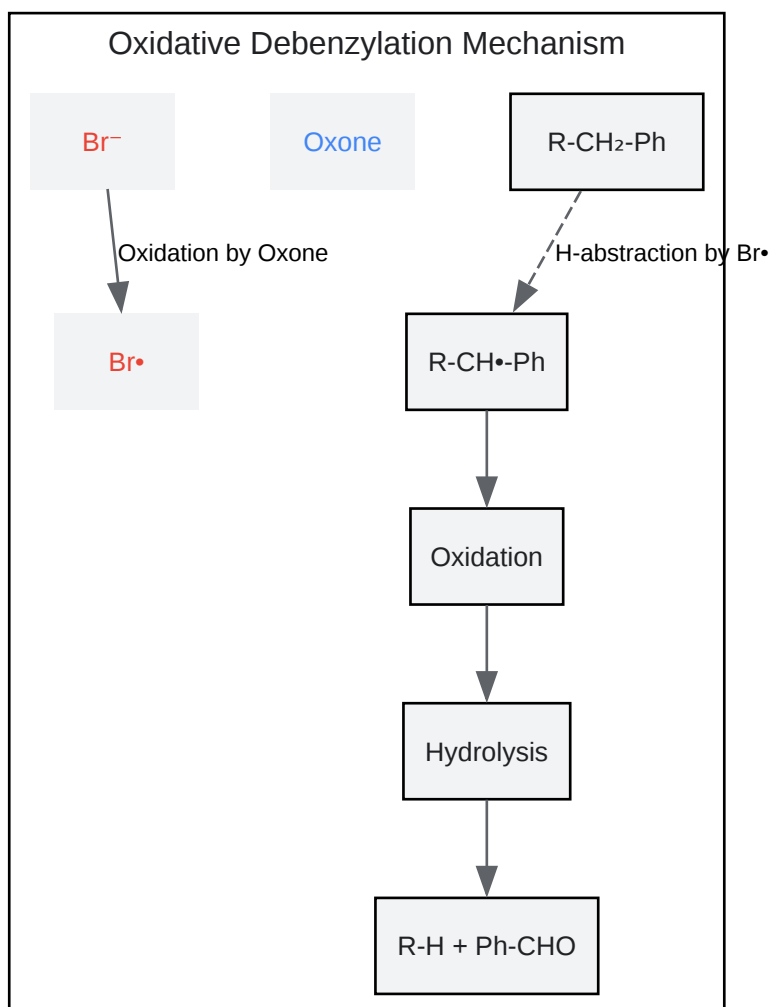 Oxidative Debenzylation Mechanism
Br⁻
Oxone
R-CH₂-Ph
Oxidation by Oxone
H-abstraction by Br•
Br•
R-CH•-Ph
Oxidation
Hydrolysis
R-H + Ph-CHO